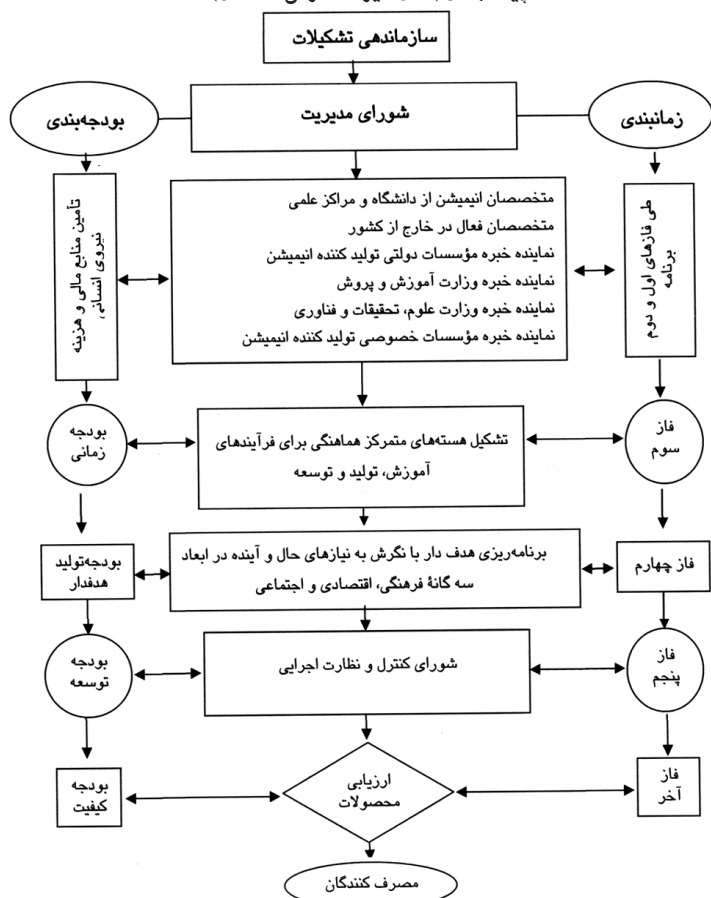 سازماندهی تشکیلات
زمانبندی
شورای مدیریت
بودجه‌بندی
طی فازهای اول و دوم
برنامه
متخصصان انیمیشن از دانشگاه و مراکز علمی
متخصصان فعال در خارج از کشور
نماینده خبره مؤسسات دولتی تولید کننده انیمیشن
نماینده خبره وزارت آموزش و پروش
نماینده خبره وزارت علوم، تحقیقات و فناوری
نماینده خبره مؤسسات خصوصی تولید کننده انیمیشن
تأمین منابع مالی و هزینه
نیروی انسانی
فاز
سوم
تشکیل هسته‌های متمرکز هماهنگی برای فرآیندهای
آموزش، تولید و توسعه
بودجه
زمانی
فاز چهارم
برنامه‌ریزی هدف دار با نگرش به نیازهای حال و آینده در ابعاد
سه گانهٔ فرهنگی، اقتصادی و اجتماعی
بودجه‌تولید
هدفدار
فاز
پنجم
شورای کنترل و نظارت اجرایی
بودجه
توسعه
فاز
آخر
ارزیابی
محصولات
بودجه
کیفیت
مصرف کنندگان